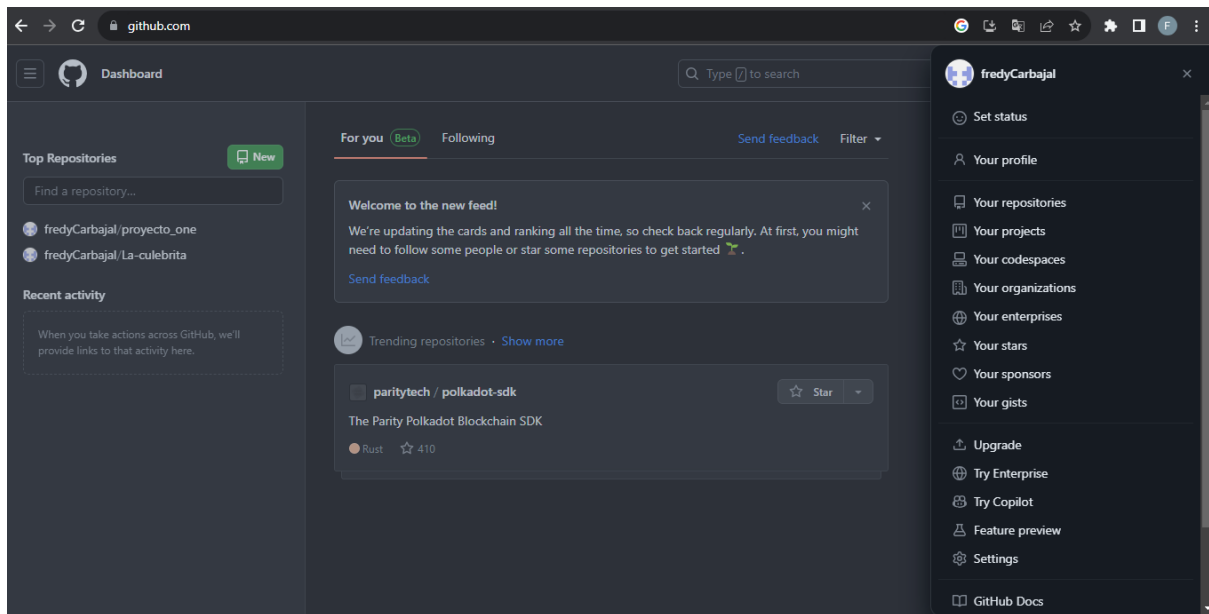 github.com
F
Dashboard
Type / to search
Top Repositories
New
Find a repository...
fredyCarbajal/proyecto_one
fredyCarbajal/La-culebrita
Recent activity
When you take actions across GitHub, we'll
provide links to that activity here.
For you Beta
Following
Send feedback
Filter
Welcome to the new feed!
We're updating the cards and ranking all the time, so check back regularly. At first, you might
need to follow some people or star some repositories to get started 🌱 .
Send feedback
Trending repositories · Show more
paritytech / polkadot-sdk
Star
The Parity Polkadot Blockchain SDK
Rust 410
fredyCarbajal
Set status
Your profile
Your repositories
Your projects
Your codespaces
Your organizations
Your enterprises
Your stars
Your sponsors
Your gists
Upgrade
Try Enterprise
Try Copilot
Feature preview
Settings
GitHub Docs